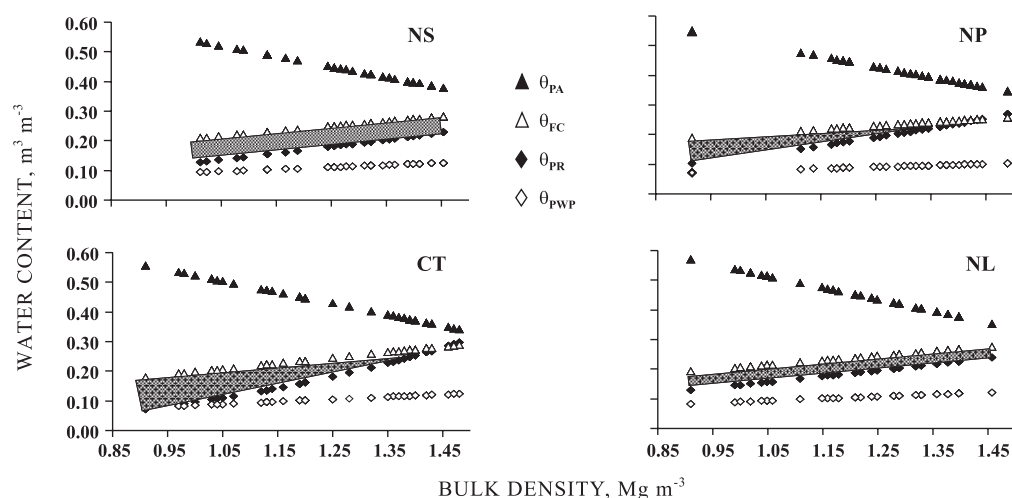 NS
0.60
0.50
0.40
0.30
0.20
0.10
0.00
θPA
θFC
θPR
θPWP
NP
CT
0.60
0.50
0.40
0.30
0.20
0.10
0.00
NL
0.85 0.95 1.05 1.15 1.25 1.35 1.45
0.85 0.95 1.05 1.15 1.25 1.35 1.45
WATER CONTENT, m³ m⁻³
BULK DENSITY, Mg m⁻³